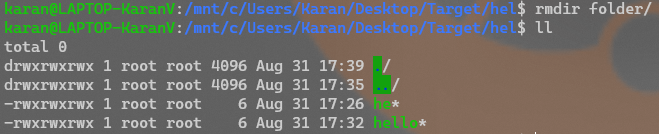 karan@LAPTOP-KaranV:/mnt/c/Users/Karan/Desktop/Target/hel$ rmdir folder/
karan@LAPTOP-KaranV:/mnt/c/Users/Karan/Desktop/Target/hel$ ll
total 0
drwxrwxrwx 1 root root 4096 Aug 31 17:39 ./
drwxrwxrwx 1 root root 4096 Aug 31 17:35 ../
-rwxrwxrwx 1 root root    6 Aug 31 17:26 he*
-rwxrwxrwx 1 root root    6 Aug 31 17:32 hello*